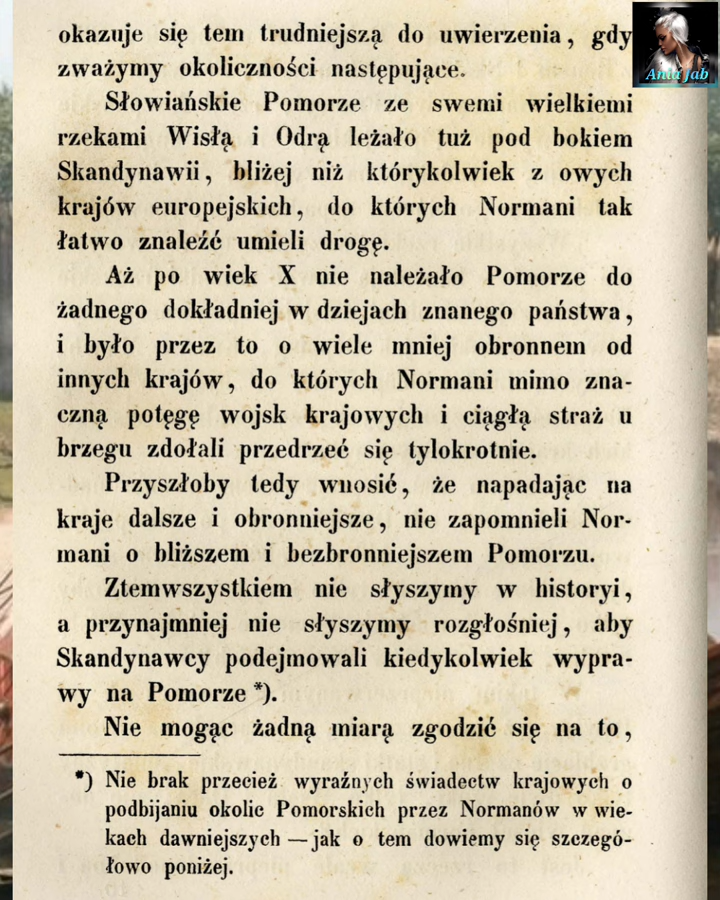 okazuje się tem trudniejszą do uwierzenia, gdy
zważymy okoliczności następujące.
Słowiańskie Pomorze ze swemi wielkiemi
rzekami Wisłą i Odrą leżało tuż pod bokiem
Skandynawii, bliżej niż którykolwiek z owych
krajów europejskich, do których Normani tak
łatwo znaleźć umieli drogę.
Aż po wiek X nie należało Pomorze do
żadnego dokładniej w dziejach znanego państwa,
i było przez to o wiele mniej obronnem od
innych krajów, do których Normani mimo zna-
czną potęgę wojsk krajowych i ciągłą straż u
brzegu zdołali przedrzeć się tylokrotnie.
Przyszłoby tedy wnosić, że napadając na
kraje dalsze i obronniejsze, nie zapomnieli Nor-
mani o bliższem i bezbronniejszem Pomorzu.
Ztemwszystkiem nie słyszymy w historyi,
a przynajmniej nie słyszymy rozgłośniej, aby
Skandynawcy podejmowali kiedykolwiek wypra-
wy na Pomorze *).
Nie mogąc żadną miarą zgodzić się na to,
*) Nie brak przecież wyraźnych świadectw krajowych o
podbijaniu okolic Pomorskich przez Normanów w wie-
kach dawniejszych — jak o tem dowiemy się szczegó-
łowo poniżej.
Ania jab